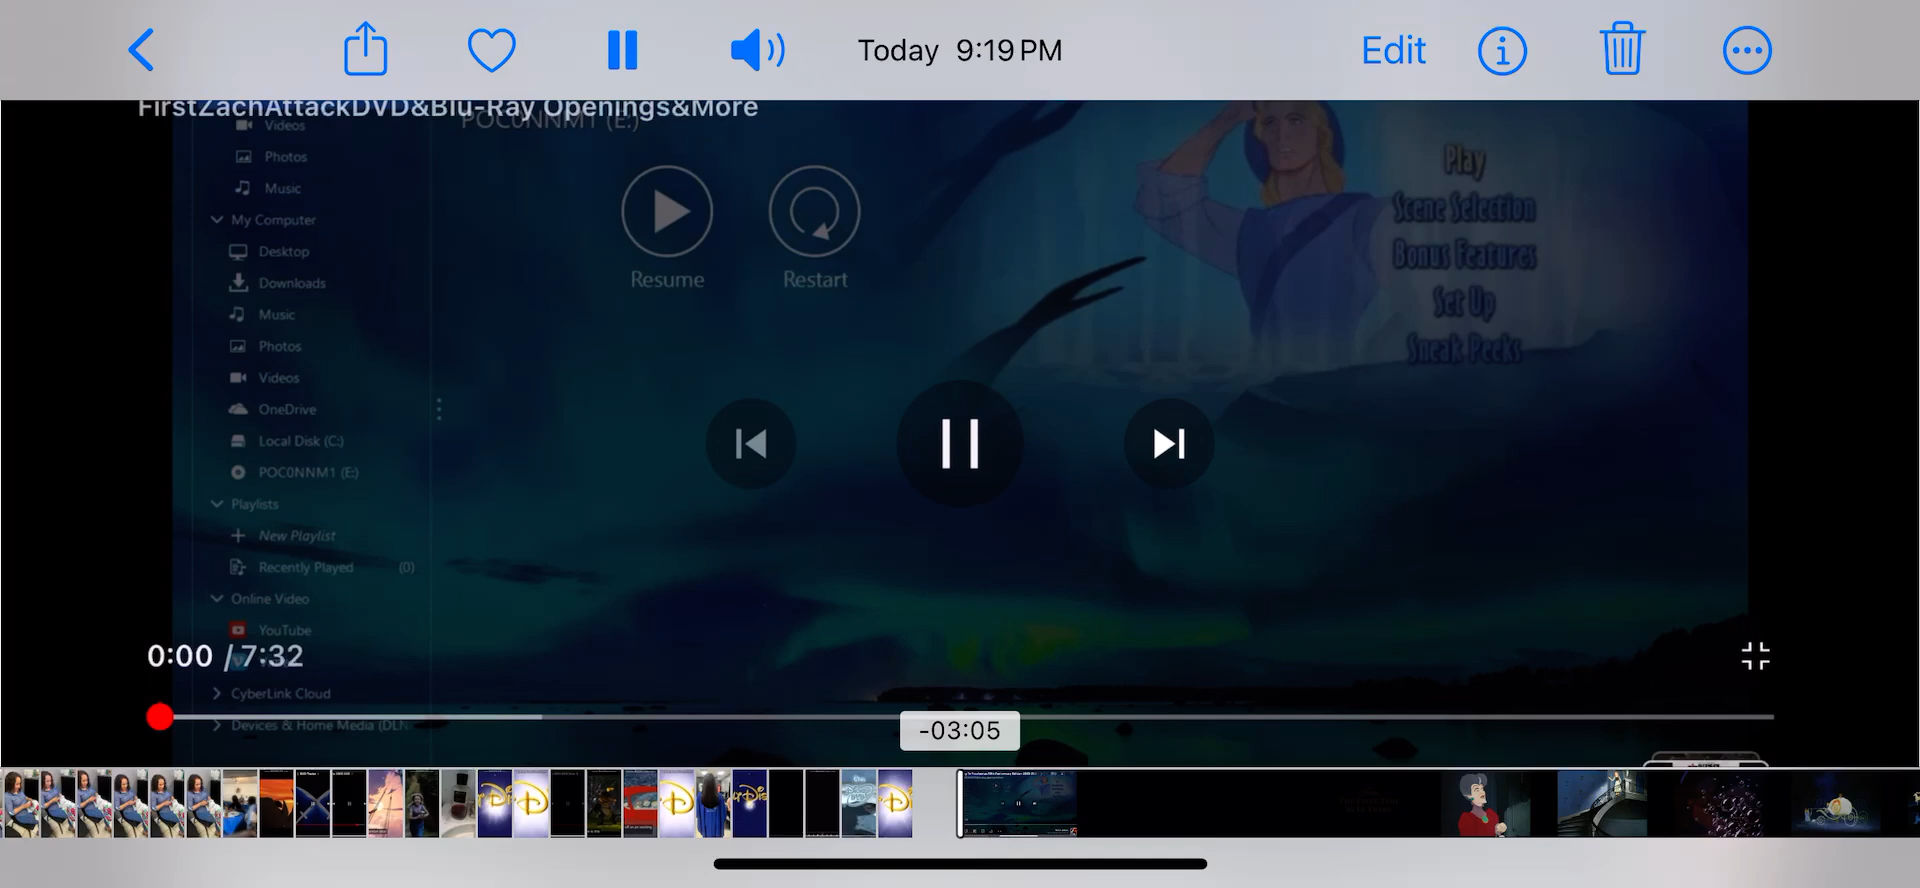 Today 9:19 PM
Edit
FirstZachAttackDVD&Blu-Ray Openings&More
POC0NNM1 (E:)
Videos
Photos
Music
My Computer
Desktop
Downloads
Music
Photos
Videos
OneDrive
Local Disk (C:)
POC0NNM1 (E:)
Playlists
New Playlist
Recently Played (0)
Online Video
YouTube
CyberLink Cloud
Devices & Home Media (DLN
Resume
Restart
Play
Scene Selection
Bonus Features
Set Up
Sneak Peeks
0:00 / 7:32
-03:05